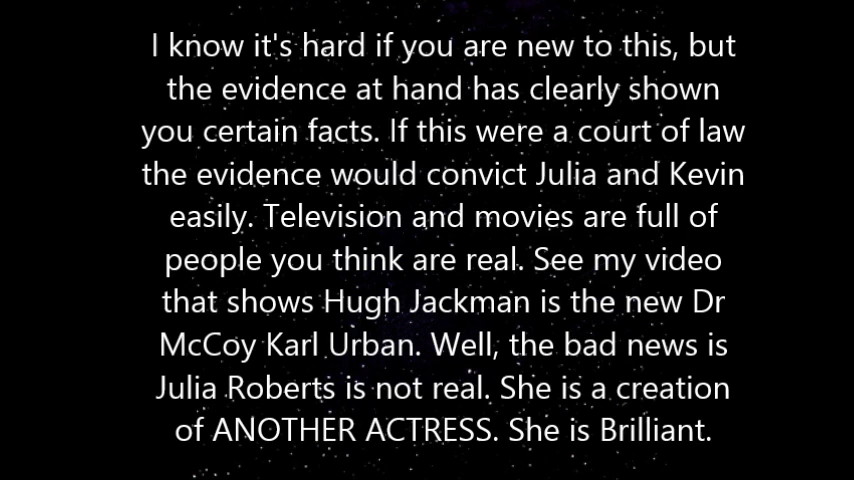 I know it's hard if you are new to this, but
the evidence at hand has clearly shown
you certain facts. If this were a court of law
the evidence would convict Julia and Kevin
easily. Television and movies are full of
people you think are real. See my video
that shows Hugh Jackman is the new Dr
McCoy Karl Urban. Well, the bad news is
Julia Roberts is not real. She is a creation
of ANOTHER ACTRESS. She is Brilliant.